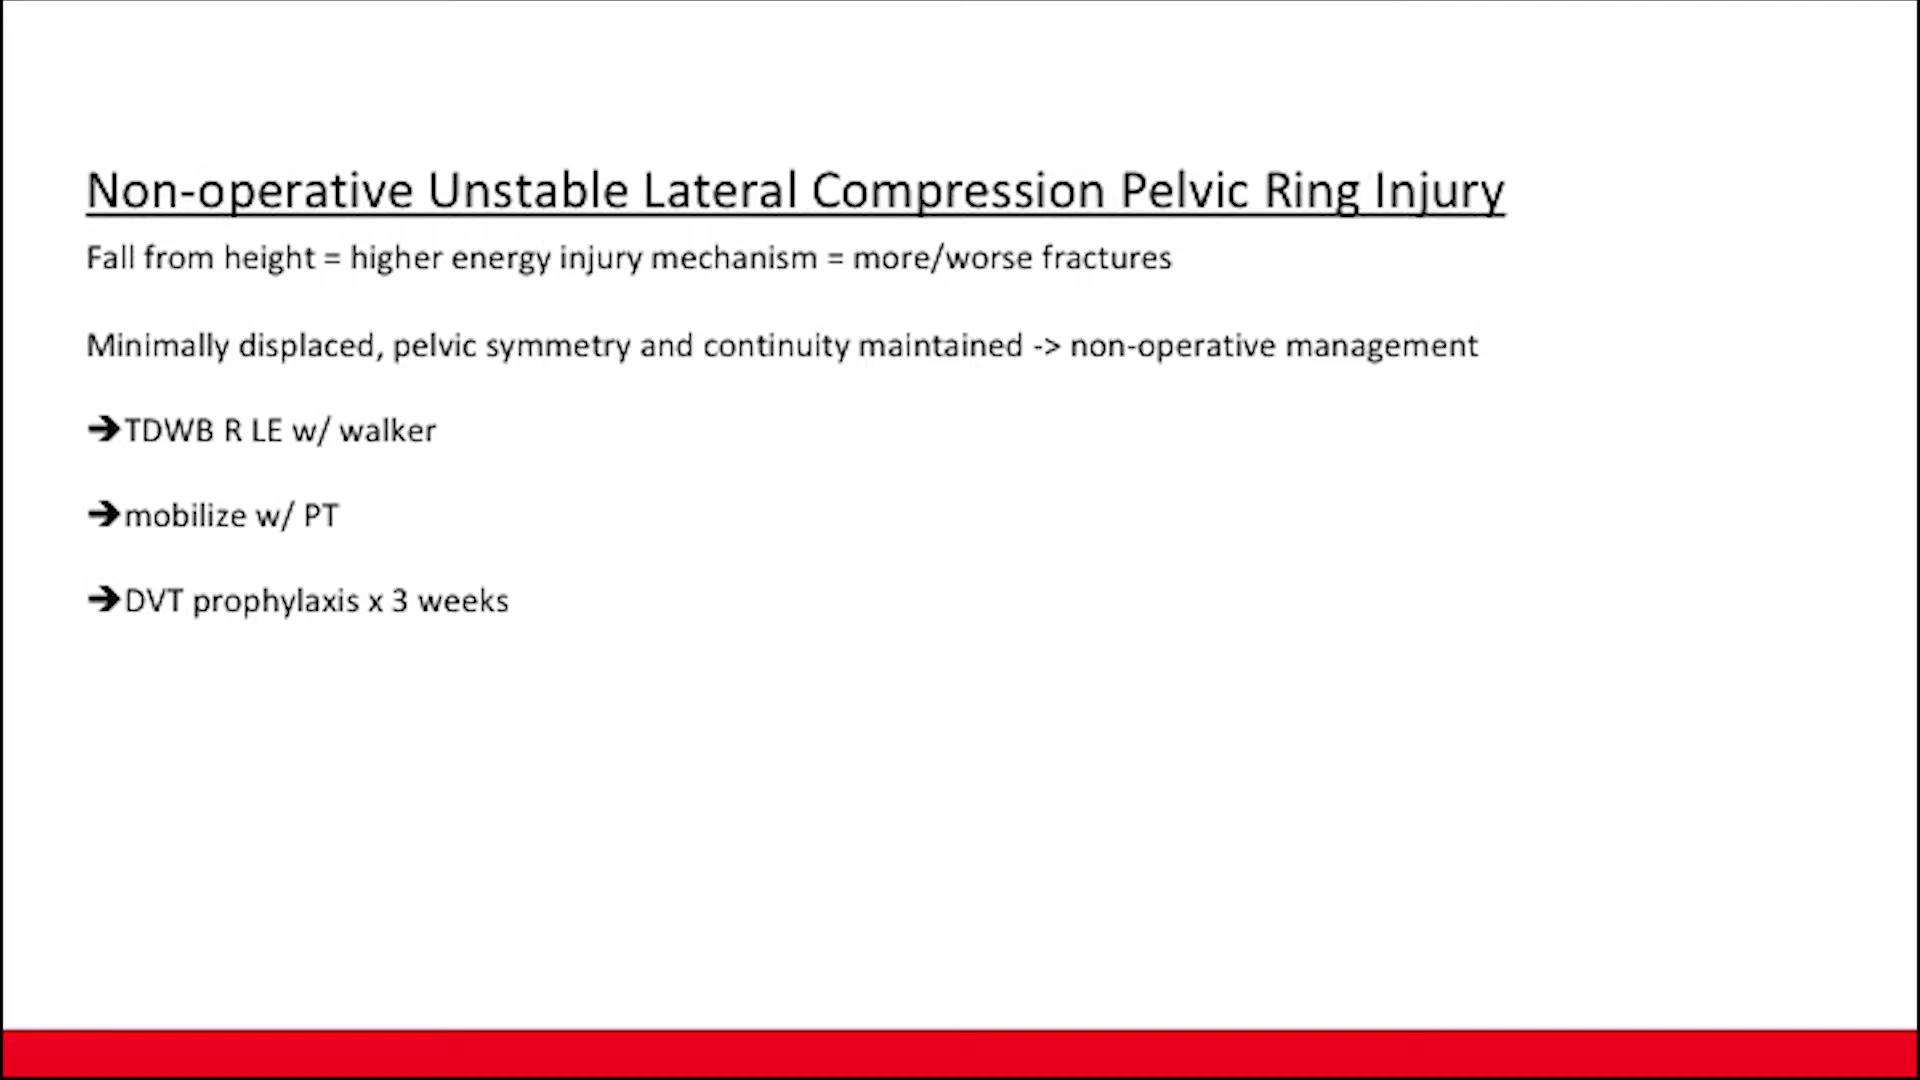 Non-operative Unstable Lateral Compression Pelvic Ring Injury
Fall from height = higher energy injury mechanism = more/worse fractures
Minimally displaced, pelvic symmetry and continuity maintained -> non-operative management
➔TDWB R LE w/ walker
➔mobilize w/ PT
➔DVT prophylaxis x 3 weeks